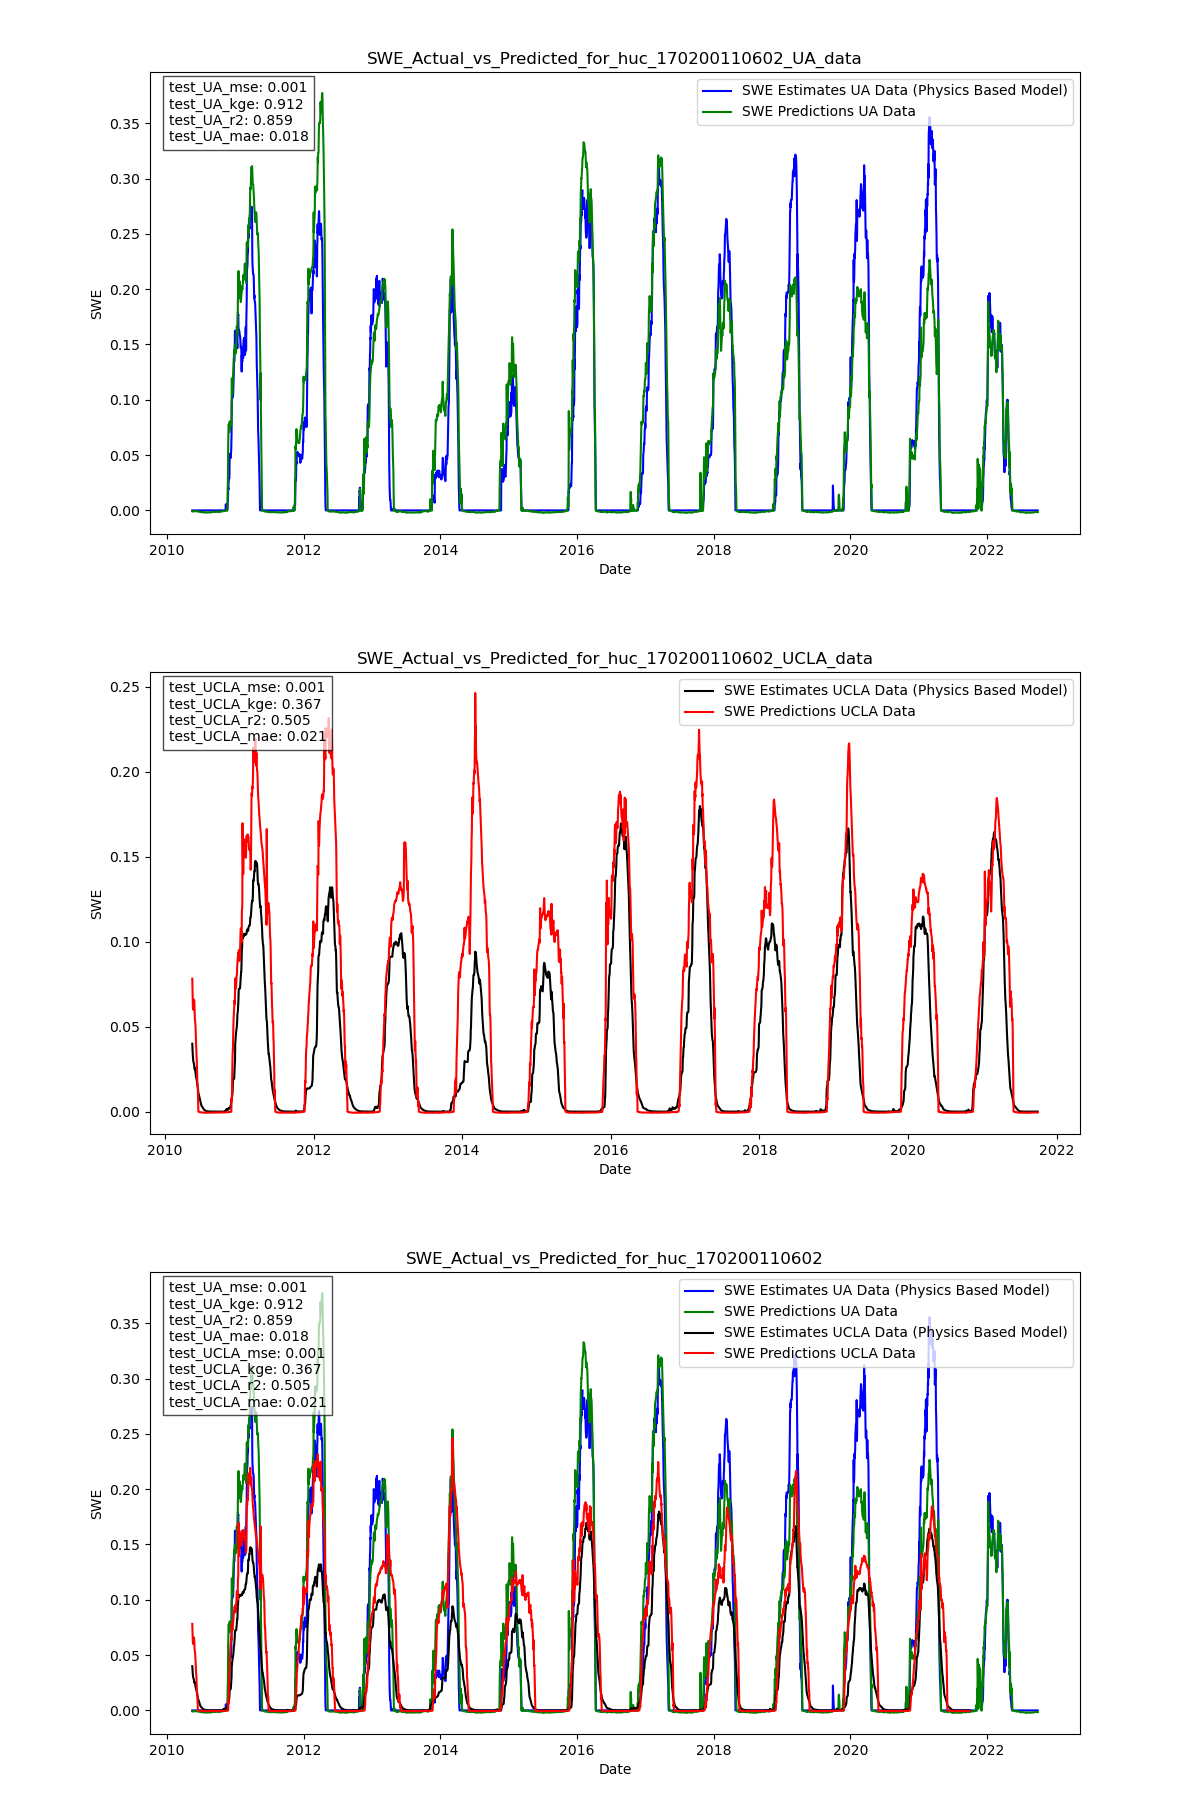 SWE_Actual_vs_Predicted_for_huc_170200110602_UA_data
test_UA_mse: 0.001
test_UA_kge: 0.912
test_UA_r2: 0.859
test_UA_mae: 0.018
SWE Estimates UA Data (Physics Based Model)
SWE Predictions UA Data
0.35
0.30
0.25
0.20
0.15
0.10
0.05
0.00
SWE
2010 2012 2014 2016 2018 2020 2022
Date
SWE_Actual_vs_Predicted_for_huc_170200110602_UCLA_data
test_UCLA_mse: 0.001
test_UCLA_kge: 0.367
test_UCLA_r2: 0.505
test_UCLA_mae: 0.021
SWE Estimates UCLA Data (Physics Based Model)
SWE Predictions UCLA Data
0.25
0.20
0.15
0.10
0.05
0.00
SWE
2010 2012 2014 2016 2018 2020 2022
Date
SWE_Actual_vs_Predicted_for_huc_170200110602
test_UA_mse: 0.001
test_UA_kge: 0.912
test_UA_r2: 0.859
test_UA_mae: 0.018
test_UCLA_mse: 0.001
test_UCLA_kge: 0.367
test_UCLA_r2: 0.505
test_UCLA_mae: 0.021
SWE Estimates UA Data (Physics Based Model)
SWE Predictions UA Data
SWE Estimates UCLA Data (Physics Based Model)
SWE Predictions UCLA Data
0.35
0.30
0.25
0.20
0.15
0.10
0.05
0.00
SWE
2010 2012 2014 2016 2018 2020 2022
Date